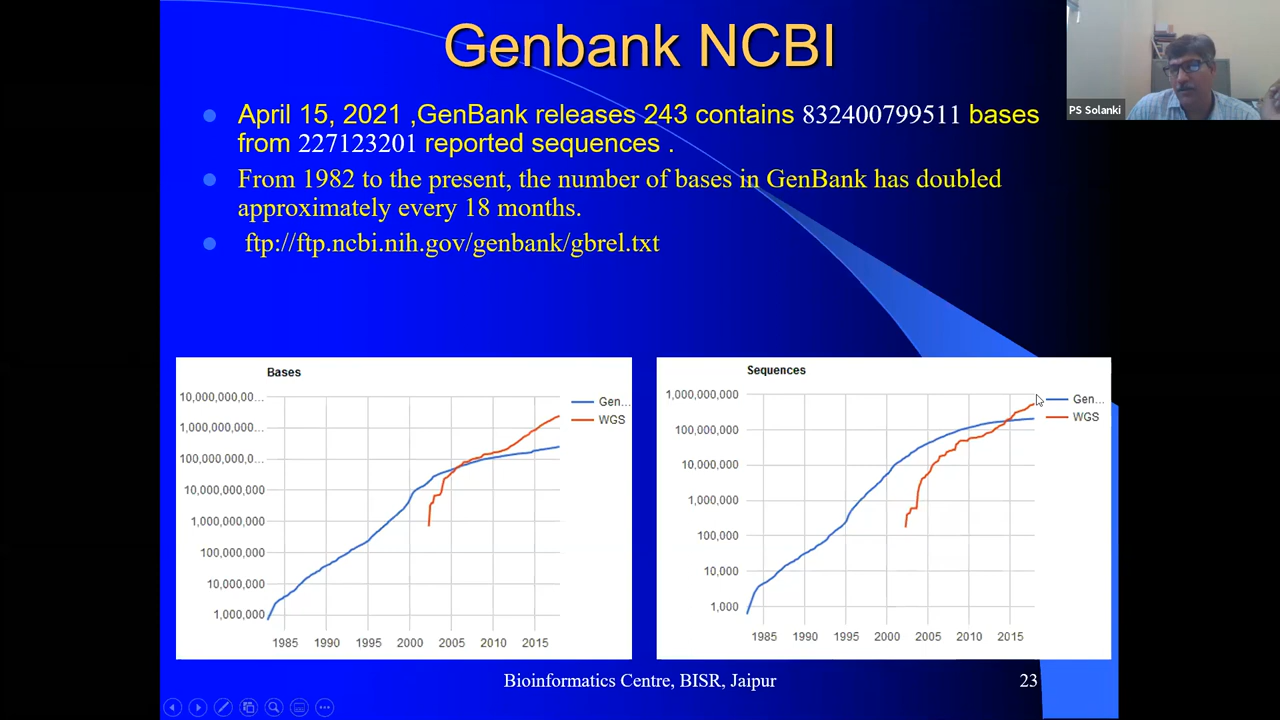 Genbank NCBI
PS Solanki
April 15, 2021 ,GenBank releases 243 contains 832400799511 bases
from 227123201 reported sequences .
From 1982 to the present, the number of bases in GenBank has doubled
approximately every 18 months.
ftp://ftp.ncbi.nih.gov/genbank/gbrel.txt
Bases
10,000,000,00...
1,000,000,000...
100,000,000,0...
10,000,000,000
1,000,000,000
100,000,000
10,000,000
1,000,000
1985 1990 1995 2000 2005 2010 2015
Gen...
WGS
Sequences
1,000,000,000
100,000,000
10,000,000
1,000,000
100,000
10,000
1,000
1985 1990 1995 2000 2005 2010 2015
Gen...
WGS
Bioinformatics Centre, BISR, Jaipur
23